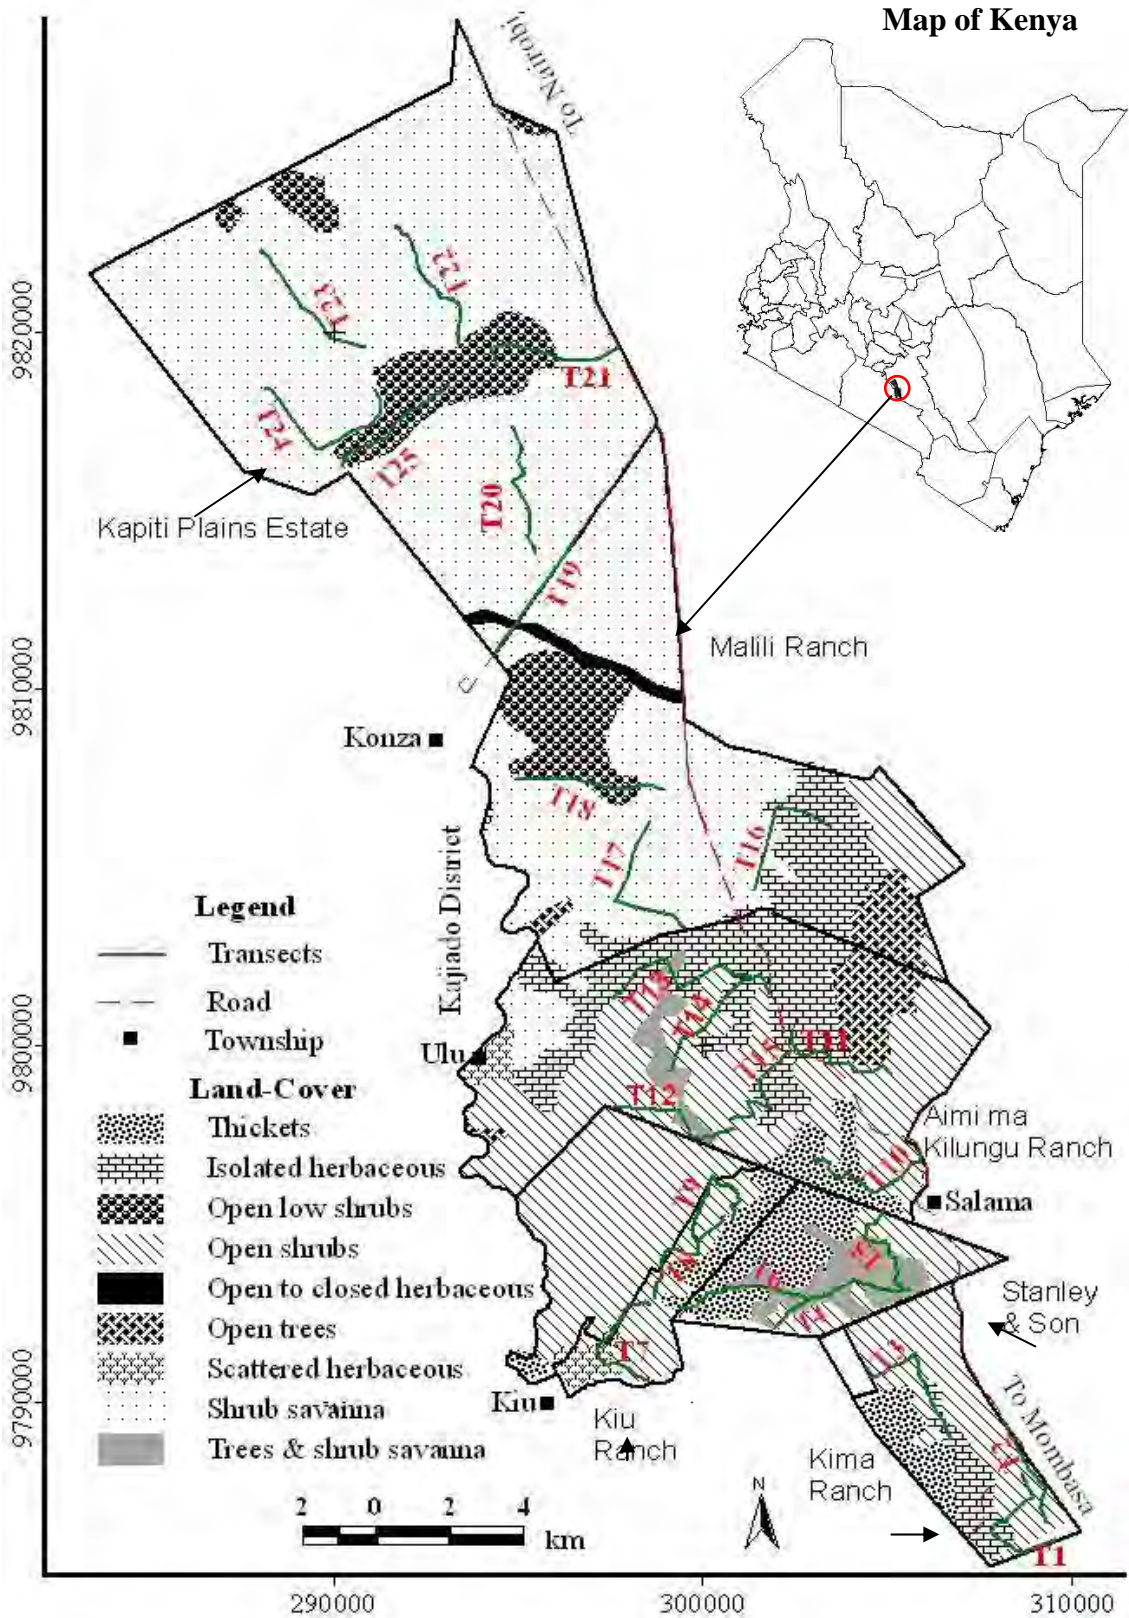 Map of Kenya
To Nairobi
T22
T23
9820000
T21
T24
T25
T20
Kapiti Plains Estate
T19
Malili Ranch
9810000
Konza
T18
T16
T17
Kajiado District
Legend
Transects
Road
Township
Land-Cover
Thickets
Isolated herbaceous
Open low shrubs
Open shrubs
Open to closed herbaceous
Open trees
Scattered herbaceous
Shrub savanna
Trees & shrub savanna
T13
T14
T11
T15
9800000
Ulu
T12
Aimi ma
Kilungu Ranch
T10
T9
Salama
T8
T6
T5
T4
Stanley
& Son
T7
T3
To Mombasa
9790000
Kiu
Kiu
Ranch
Kima
Ranch
T2
T1
N
2 0 2 4
km
290000 300000 310000